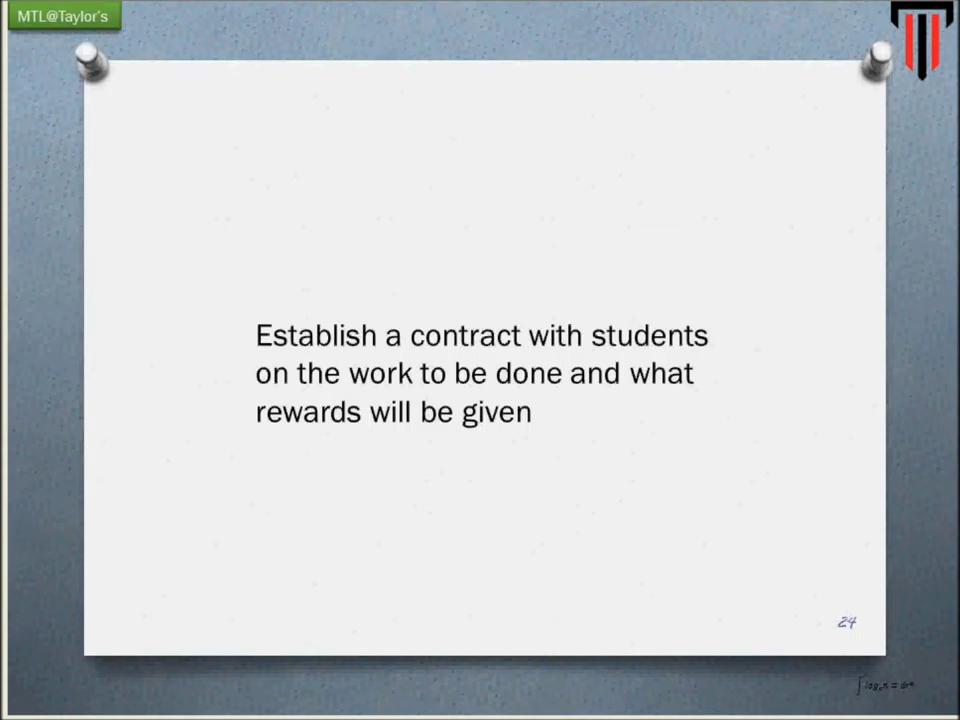 MTL@Taylor's
Establish a contract with students
on the work to be done and what
rewards will be given
24